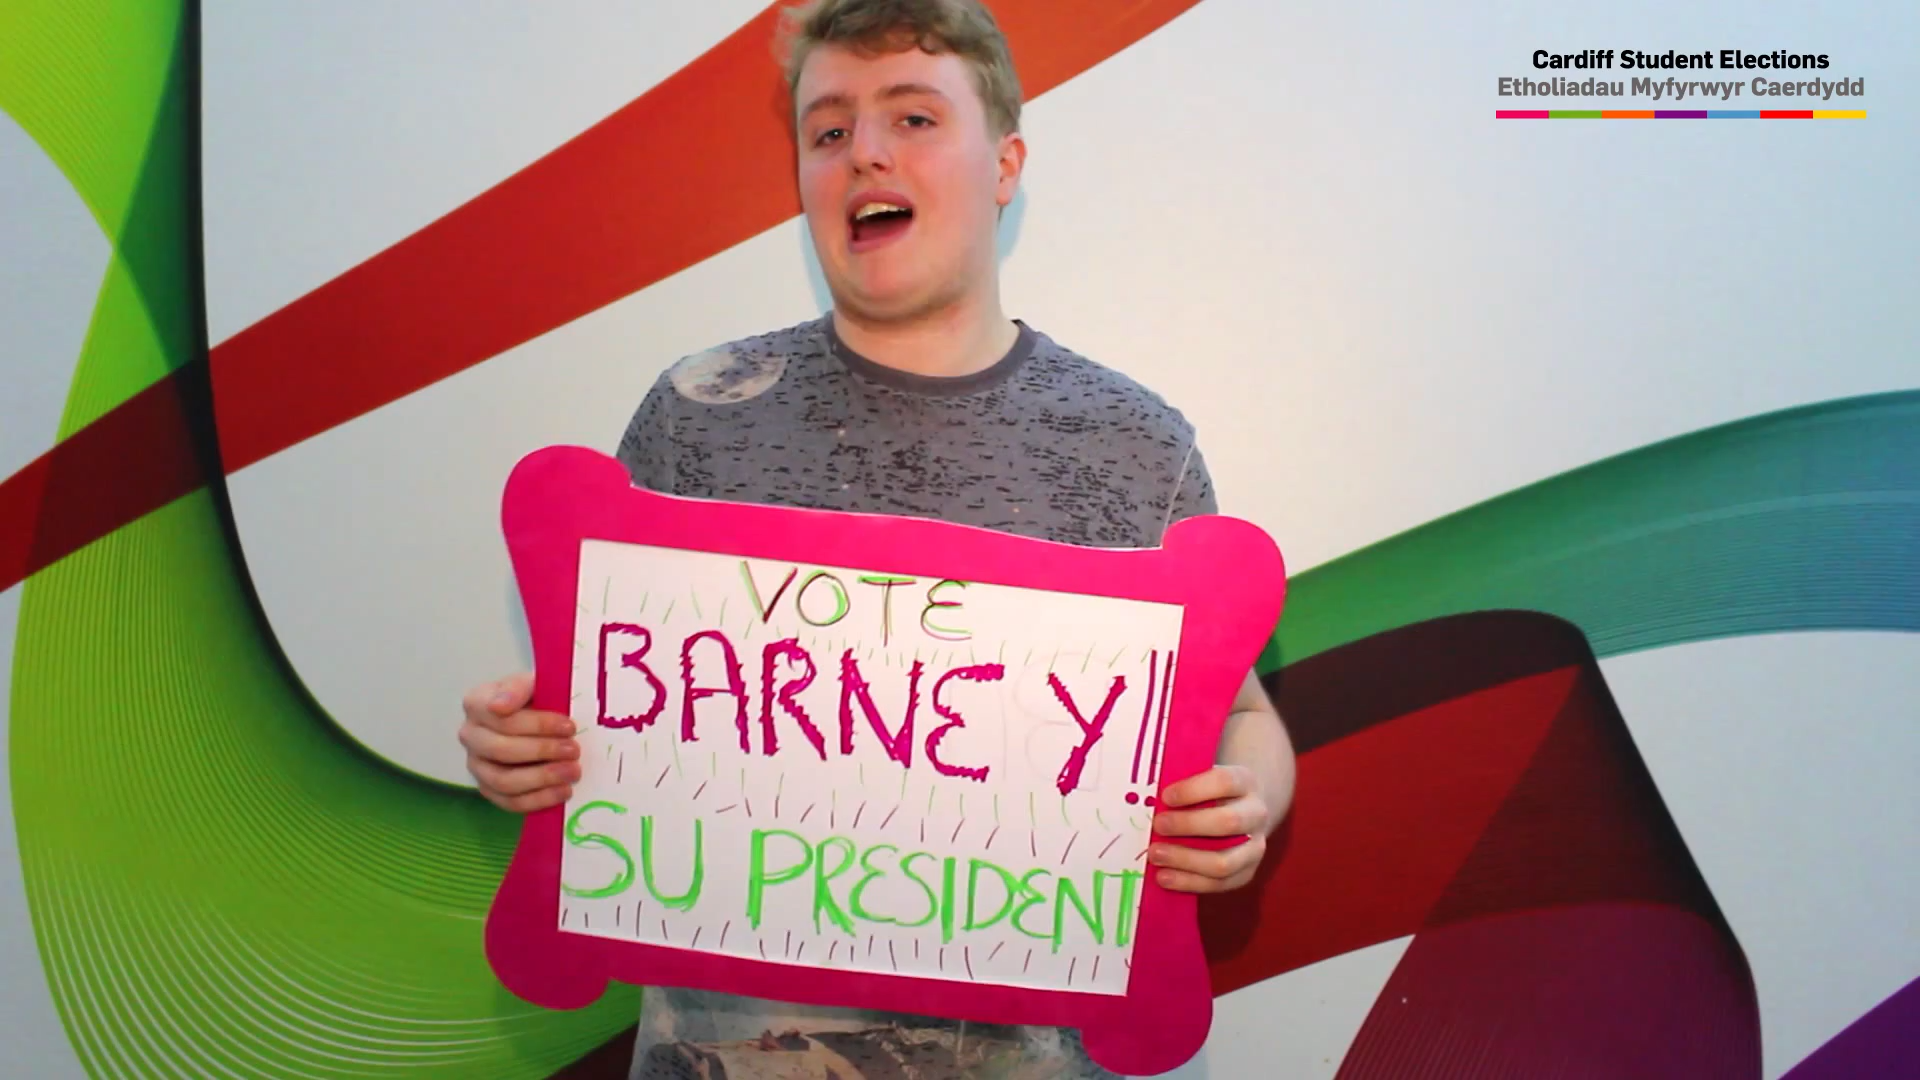 Cardiff Student Elections
Etholiadau Myfyrwyr Caerdydd
VOTE
BARNEY!!
SU PRESIDENT